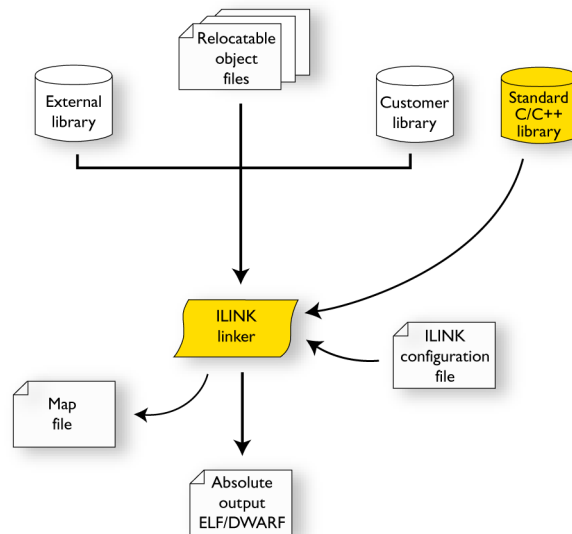 Relocatable
object
files
External
library
Customer
library
Standard
C/C++
library
ILINK
linker
ILINK
configuration
file
Map
file
Absolute
output
ELF/DWARF